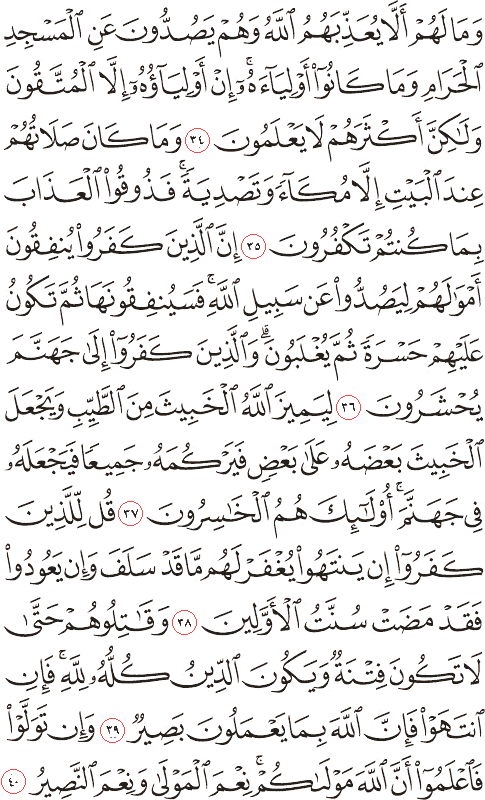 وَمَا لَهُمْ أَلَّا يُعَذِّبَهُمُ ٱللَّهُ وَهُمْ يَصُدُّونَ عَنِ ٱلْمَسْجِدِ
ٱلْحَرَامِ وَمَا كَانُوٓا۟ أَوْلِيَآءَهُۥٓ ۚ إِنْ أَوْلِيَآؤُهُۥٓ إِلَّا ٱلْمُتَّقُونَ
وَلَـٰكِنَّ أَكْثَرَهُمْ لَا يَعْلَمُونَ ٣٤ وَمَا كَانَ صَلَاتُهُمْ
عِندَ ٱلْبَيْتِ إِلَّا مُكَآءً وَتَصْدِيَةً ۚ فَذُوقُوا۟ ٱلْعَذَابَ
بِمَا كُنتُمْ تَكْفُرُونَ ٣٥ إِنَّ ٱلَّذِينَ كَفَرُوا۟ يُنفِقُونَ
أَمْوَٰلَهُمْ لِيَصُدُّوا۟ عَن سَبِيلِ ٱللَّهِ ۚ فَسَيُنفِقُونَهَا ثُمَّ تَكُونُ
عَلَيْهِمْ حَسْرَةً ثُمَّ يُغْلَبُونَ ۗ وَٱلَّذِينَ كَفَرُوٓا۟ إِلَىٰ جَهَنَّمَ
يُحْشَرُونَ ٣٦ لِيَمِيزَ ٱللَّهُ ٱلْخَبِيثَ مِنَ ٱلطَّيِّبِ وَيَجْعَلَ
ٱلْخَبِيثَ بَعْضَهُۥ عَلَىٰ بَعْضٍ فَيَرْكُمَهُۥ جَمِيعًا فَيَجْعَلَهُۥ
فِى جَهَنَّمَ ۚ أُو۟لَـٰٓئِكَ هُمُ ٱلْخَـٰسِرُونَ ٣٧ قُل لِّلَّذِينَ
كَفَرُوٓا۟ إِن يَنتَهُوا۟ يُغْفَرْ لَهُم مَّا قَدْ سَلَفَ وَإِن يَعُودُوا۟
فَقَدْ مَضَتْ سُنَّتُ ٱلْأَوَّلِينَ ٣٨ وَقَـٰتِلُوهُمْ حَتَّىٰ
لَا تَكُونَ فِتْنَةٌ وَيَكُونَ ٱلدِّينُ كُلُّهُۥ لِلَّهِ ۚ فَإِنِ
ٱنتَهَوْا۟ فَإِنَّ ٱللَّهَ بِمَا يَعْمَلُونَ بَصِيرٌ ٣٩ وَإِن تَوَلَّوْا۟
فَٱعْلَمُوٓا۟ أَنَّ ٱللَّهَ مَوْلَىٰكُمْ ۚ نِعْمَ ٱلْمَوْلَىٰ وَنِعْمَ ٱلنَّصِيرُ ٤٠